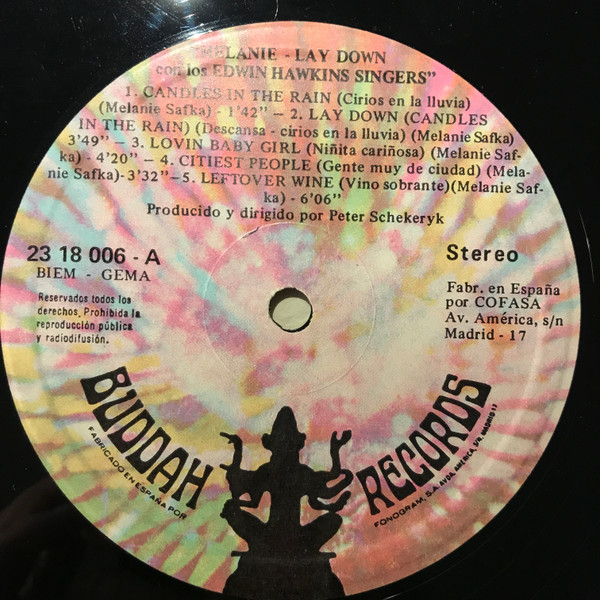 "MELANIE - LAY DOWN
con los EDWIN HAWKINS SINGERS"
1. CANDLES IN THE RAIN (Cirios en la lluvia)
(Melanie Safka) - 1'42" — 2. LAY DOWN (CANDLES
IN THE RAIN) (Descansa - cirios en la lluvia) (Melanie Safka)
3'49" — 3. LOVIN BABY GIRL (Niñita cariñosa) (Melanie Saf-
ka) - 4'20" — 4. CITIEST PEOPLE (Gente muy de ciudad) (Mela-
nie Safka)-3'32"—5. LEFTOVER WINE (Vino sobrante)(Melanie Saf-
ka) - 6'06"
Producido y dirigido por Peter Schekeryk
23 18 006 - A
BIEM - GEMA
Stereo
Reservados todos los
derechos. Prohibida la
reproducción pública
y radiodifusión.
Fabr. en España
por COFASA
Av. América, s/n
Madrid - 17
BUDDAH
RECORDS
FABRICADO EN ESPAÑA POR
FONOGRAM, S.A. AVDA. AMERICA, S/N. MADRID 17